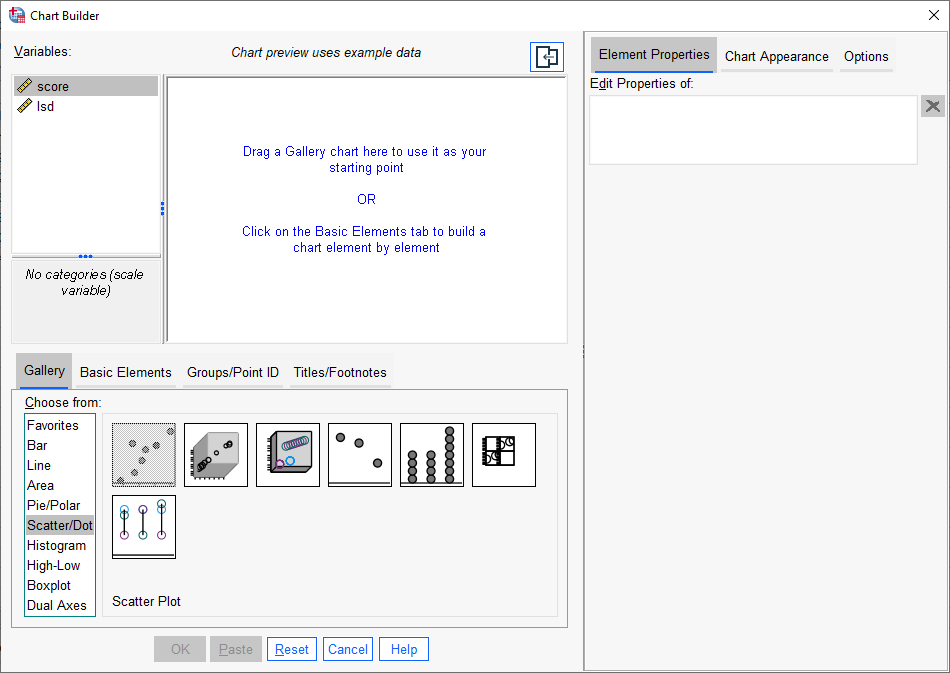 Chart Builder
Variables:
Chart preview uses example data
score
lsd
Drag a Gallery chart here to use it as your
starting point
OR
Click on the Basic Elements tab to build a
chart element by element
No categories (scale
variable)
Gallery
Basic Elements
Groups/Point ID
Titles/Footnotes
Choose from:
Favorites
Bar
Line
Area
Pie/Polar
Scatter/Dot
Histogram
High-Low
Boxplot
Dual Axes
Scatter Plot
OK
Paste
Reset
Cancel
Help
Element Properties
Chart Appearance
Options
Edit Properties of: